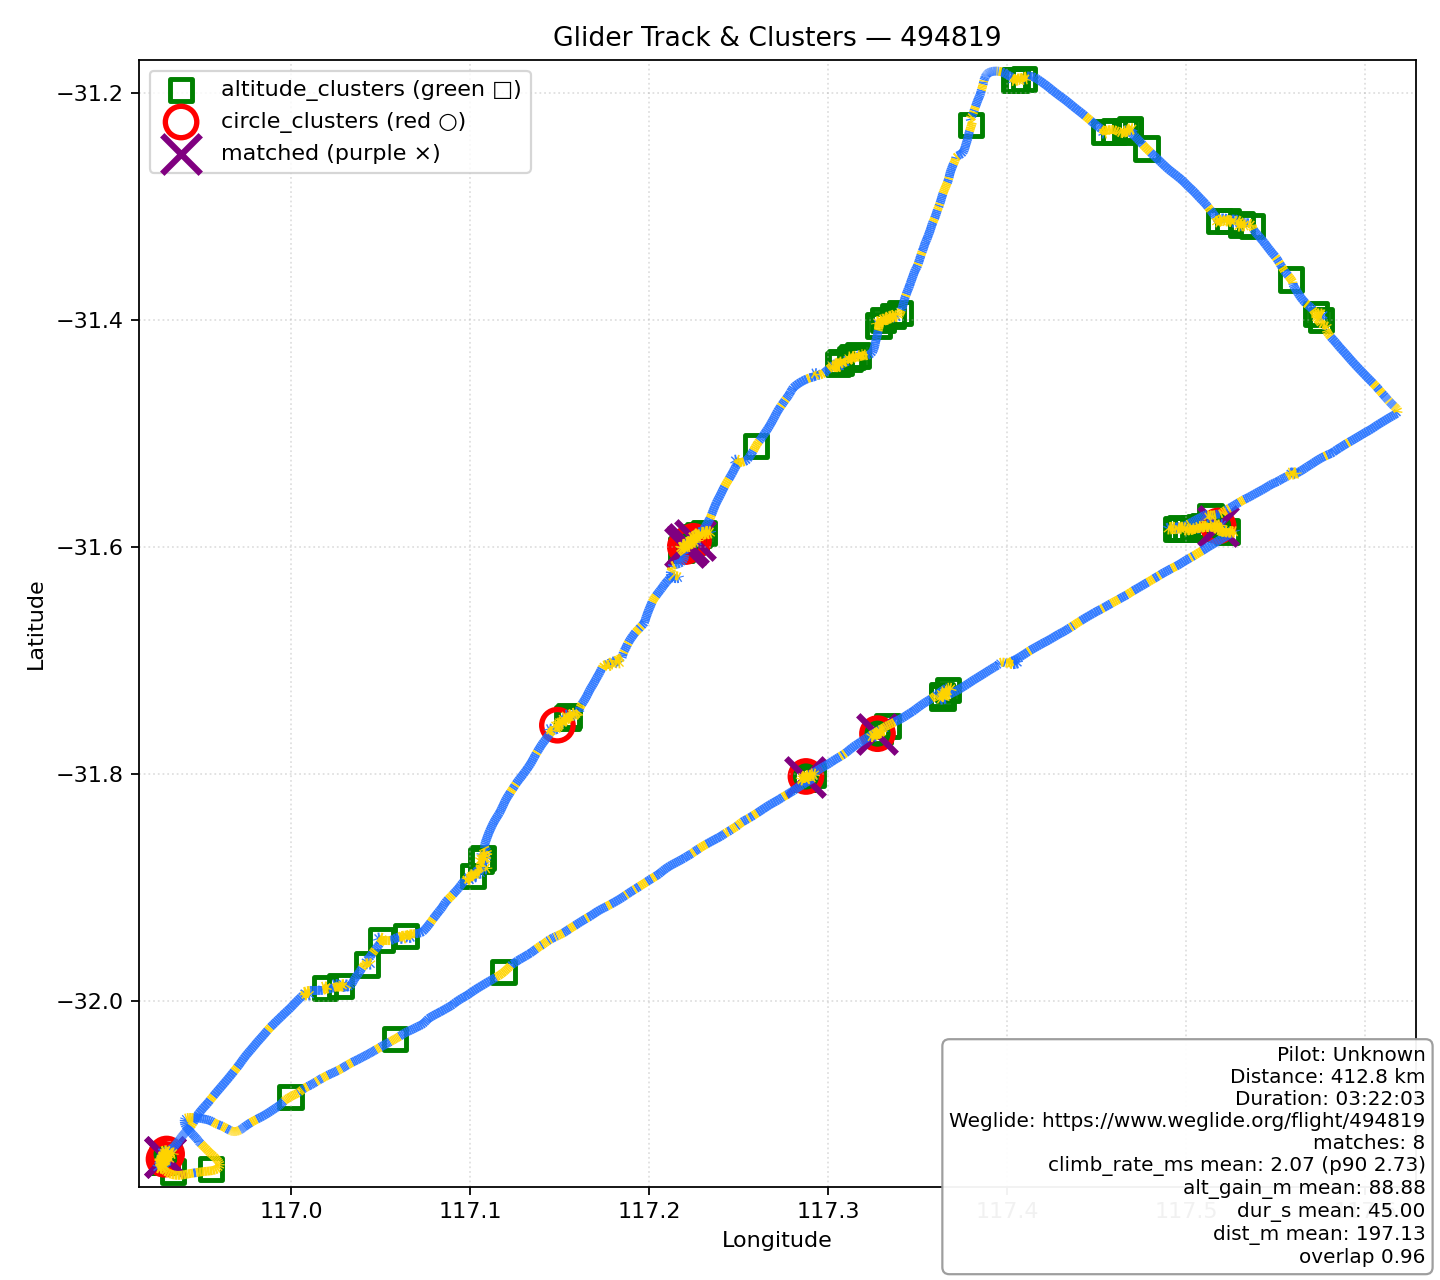 Glider Track & Clusters — 494819
altitude_clusters (green □)
circle_clusters (red ○)
matched (purple ×)
Latitude
−31.2
−31.4
−31.6
−31.8
−32.0
117.0
117.1
117.2
117.3
117.4
117.5
Longitude
Pilot: Unknown
Distance: 412.8 km
Duration: 03:22:03
Weglide: https://www.weglide.org/flight/494819
matches: 8
climb_rate_ms mean: 2.07 (p90 2.73)
alt_gain_m mean: 88.88
dur_s mean: 45.00
dist_m mean: 197.13
overlap 0.96